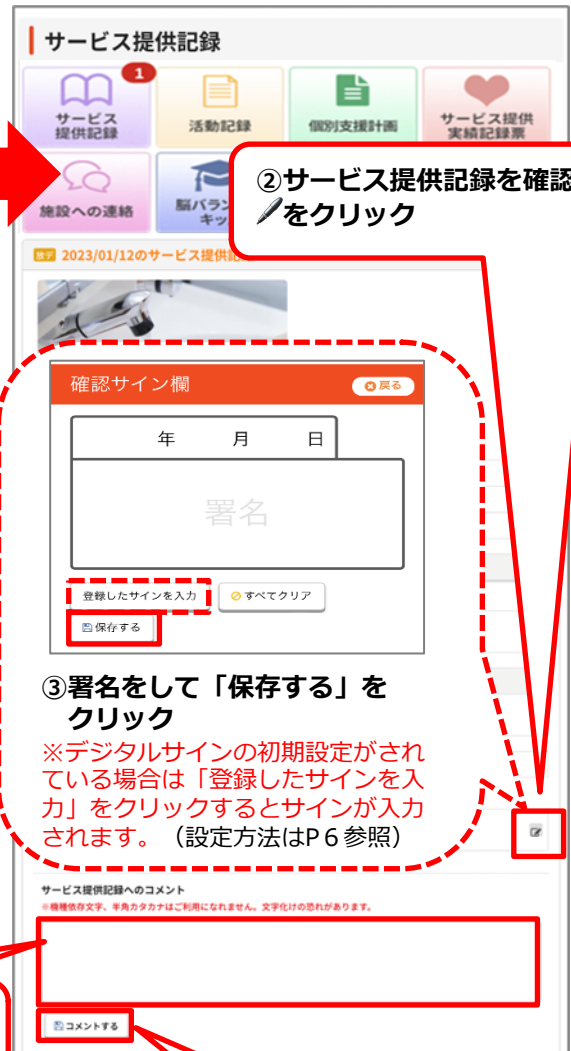 サービス提供記録
1
サービス
提供記録
活動記録
個別支援計画
サービス提供
実績記録票
施設への連絡
脳バラン
キッ
②サービス提供記録を確認
をクリック
放デ 2023/01/12のサービス提供記
確認サイン欄
戻る
年 月 日
署名
登録したサインを入力
すべてクリア
保存する
③署名をして「保存する」を
クリック
※デジタルサインの初期設定がされ
ている場合は「登録したサインを入
力」をクリックするとサインが入力
されます。（設定方法はP６参照）
サービス提供記録へのコメント
※機種依存文字、半角カタカナはご利用になれません。文字化けの恐れがあります。
コメントする